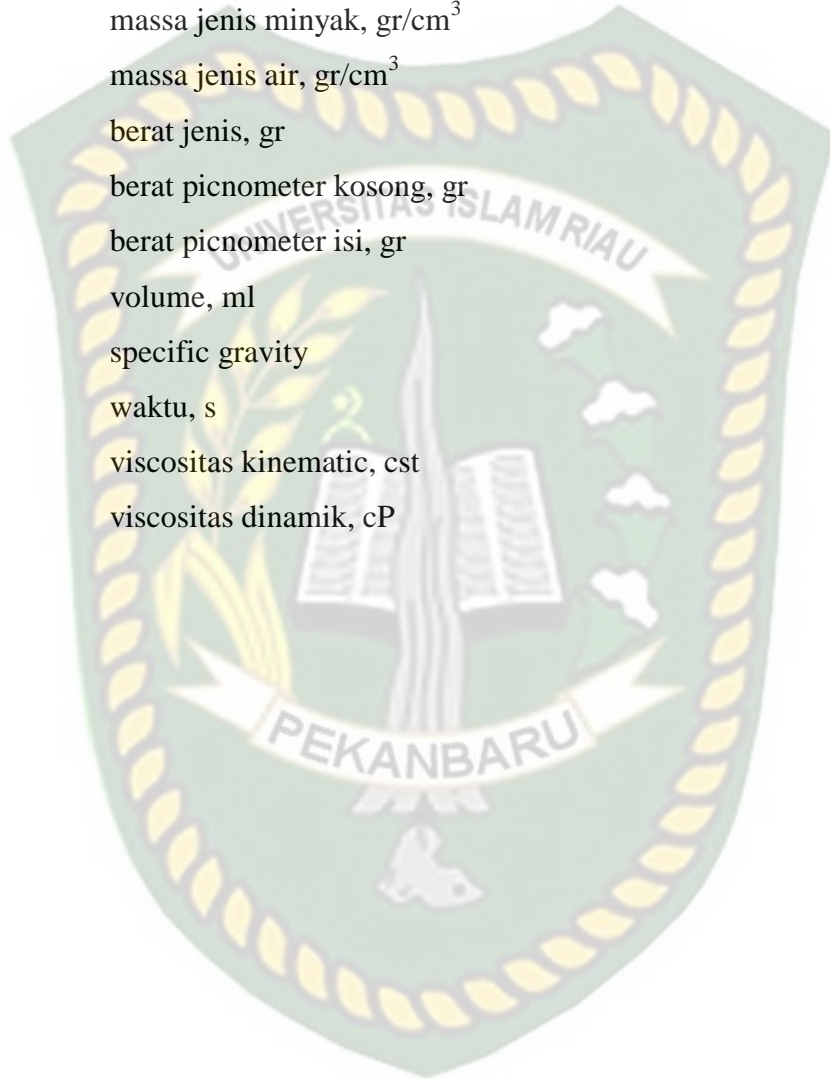 massa jenis minyak, gr/cm³
massa jenis air, gr/cm³
berat jenis, gr
berat picnometer kosong, gr
berat picnometer isi, gr
volume, ml
specific gravity
waktu, s
viscositas kinematic, cst
viscositas dinamik, cP
UNIVERSITAS ISLAM RIAU
PEKANBARU